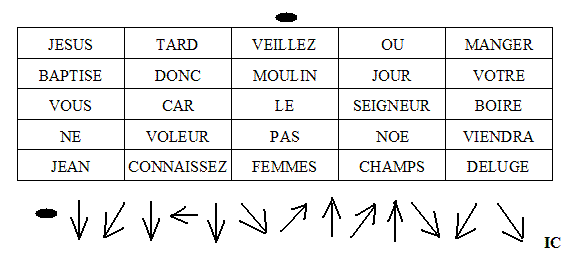 JESUS TARD VEILLEZ OU MANGER
BAPTISE DONC MOULIN JOUR VOTRE
VOUS CAR LE SEIGNEUR BOIRE
NE VOLEUR PAS NOE VIENDRA
JEAN CONNAISSEZ FEMMES CHAMPS DELUGE
IC